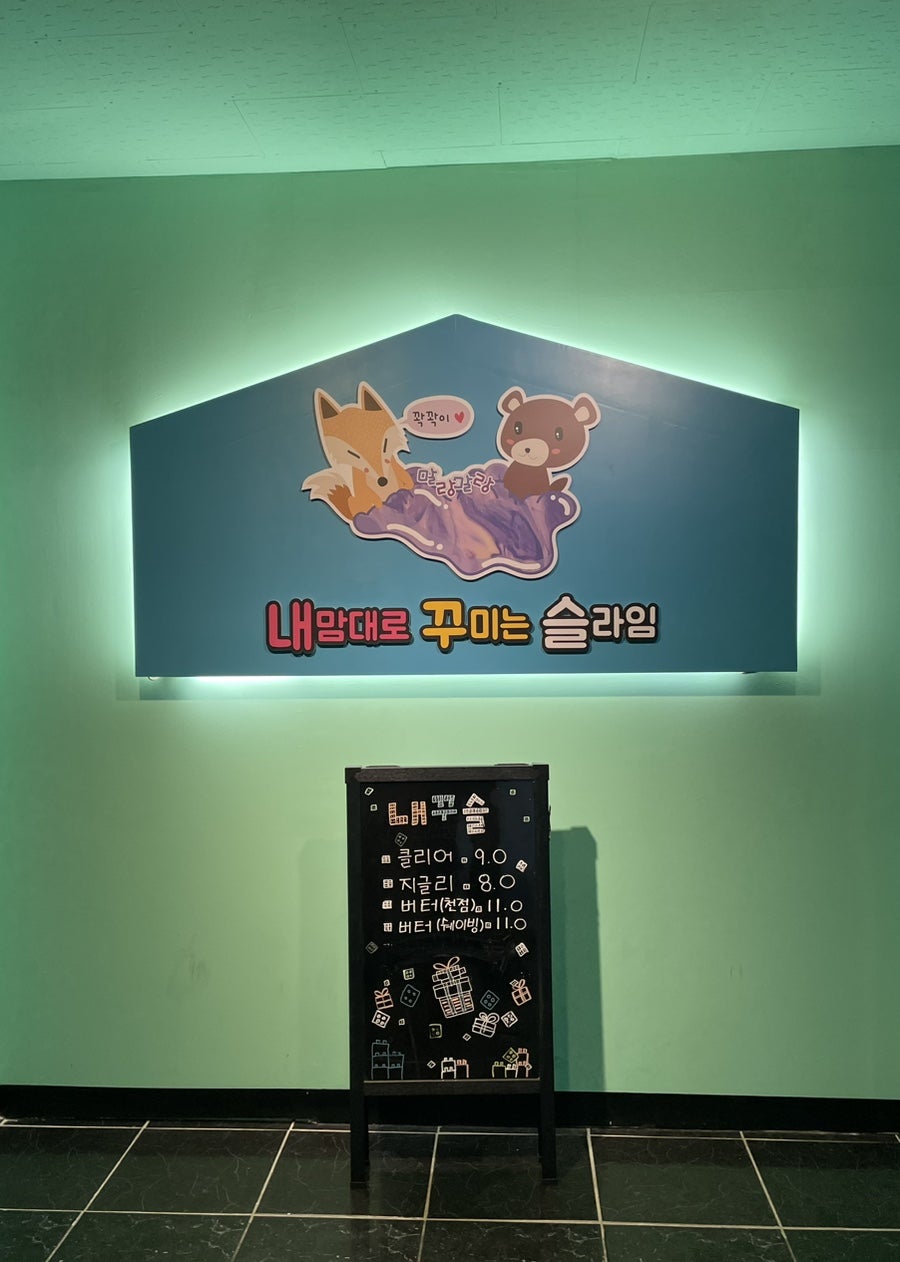 꽉꽉이
말랑갈랑
내맘대로 꾸미는 슬라임
내꾸슬
클리어 9.0
지글리 8.0
버터(천점) 11.0
버터(쉐이빙) 11.0